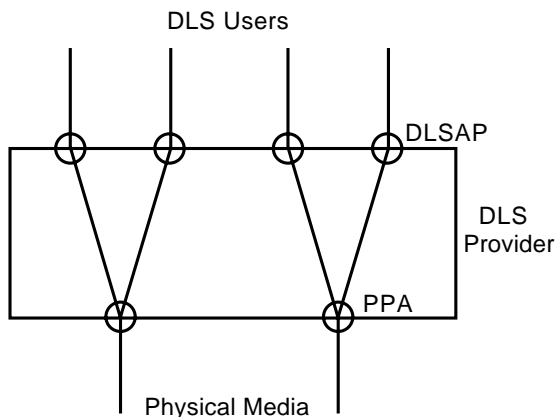 DLS Users
DLSAP
DLS
Provider
PPA
Physical Media